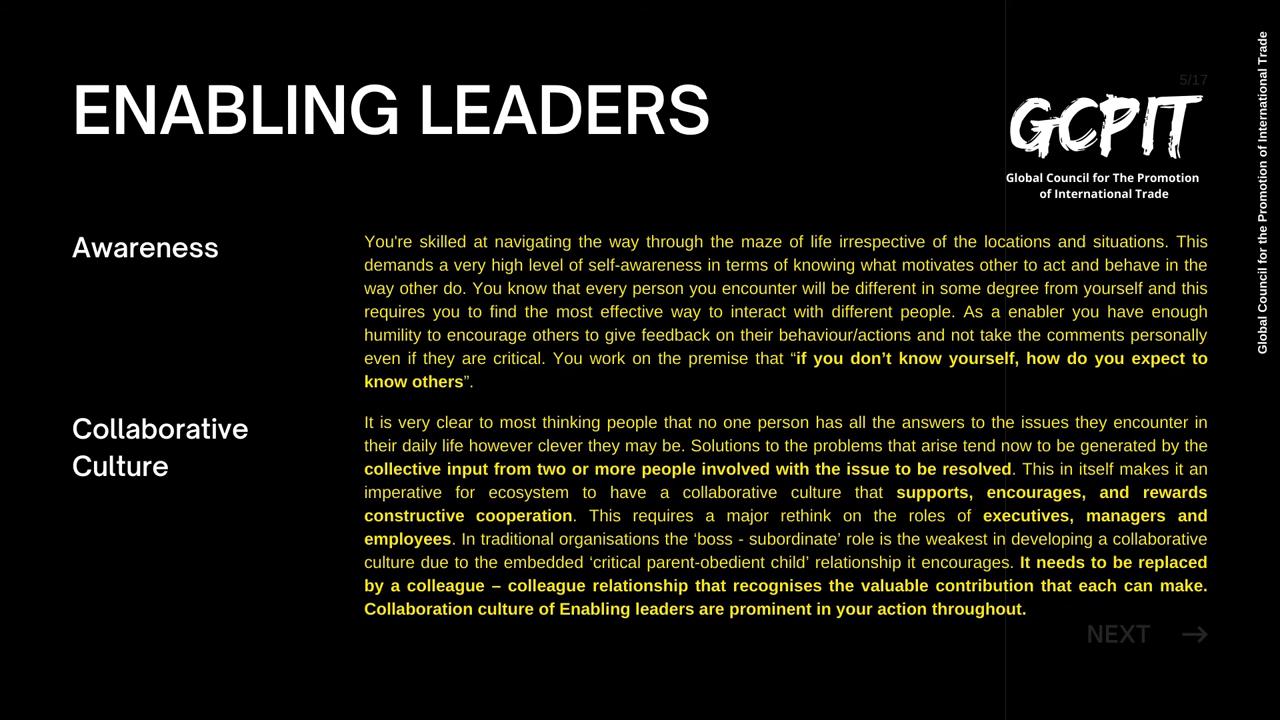 ENABLING LEADERS
5/17
GCPIT
Global Council for The Promotion
of International Trade
Global Council for the Promotion of International Trade
Awareness
You're skilled at navigating the way through the maze of life irrespective of the locations and situations. This
demands a very high level of self-awareness in terms of knowing what motivates other to act and behave in the
way other do. You know that every person you encounter will be different in some degree from yourself and this
requires you to find the most effective way to interact with different people. As a enabler you have enough
humility to encourage others to give feedback on their behaviour/actions and not take the comments personally
even if they are critical. You work on the premise that “if you don’t know yourself, how do you expect to
know others”.
Collaborative
Culture
It is very clear to most thinking people that no one person has all the answers to the issues they encounter in
their daily life however clever they may be. Solutions to the problems that arise tend now to be generated by the
collective input from two or more people involved with the issue to be resolved. This in itself makes it an
imperative for ecosystem to have a collaborative culture that supports, encourages, and rewards
constructive cooperation. This requires a major rethink on the roles of executives, managers and
employees. In traditional organisations the ‘boss - subordinate’ role is the weakest in developing a collaborative
culture due to the embedded ‘critical parent-obedient child’ relationship it encourages. It needs to be replaced
by a colleague – colleague relationship that recognises the valuable contribution that each can make.
Collaboration culture of Enabling leaders are prominent in your action throughout.
NEXT →